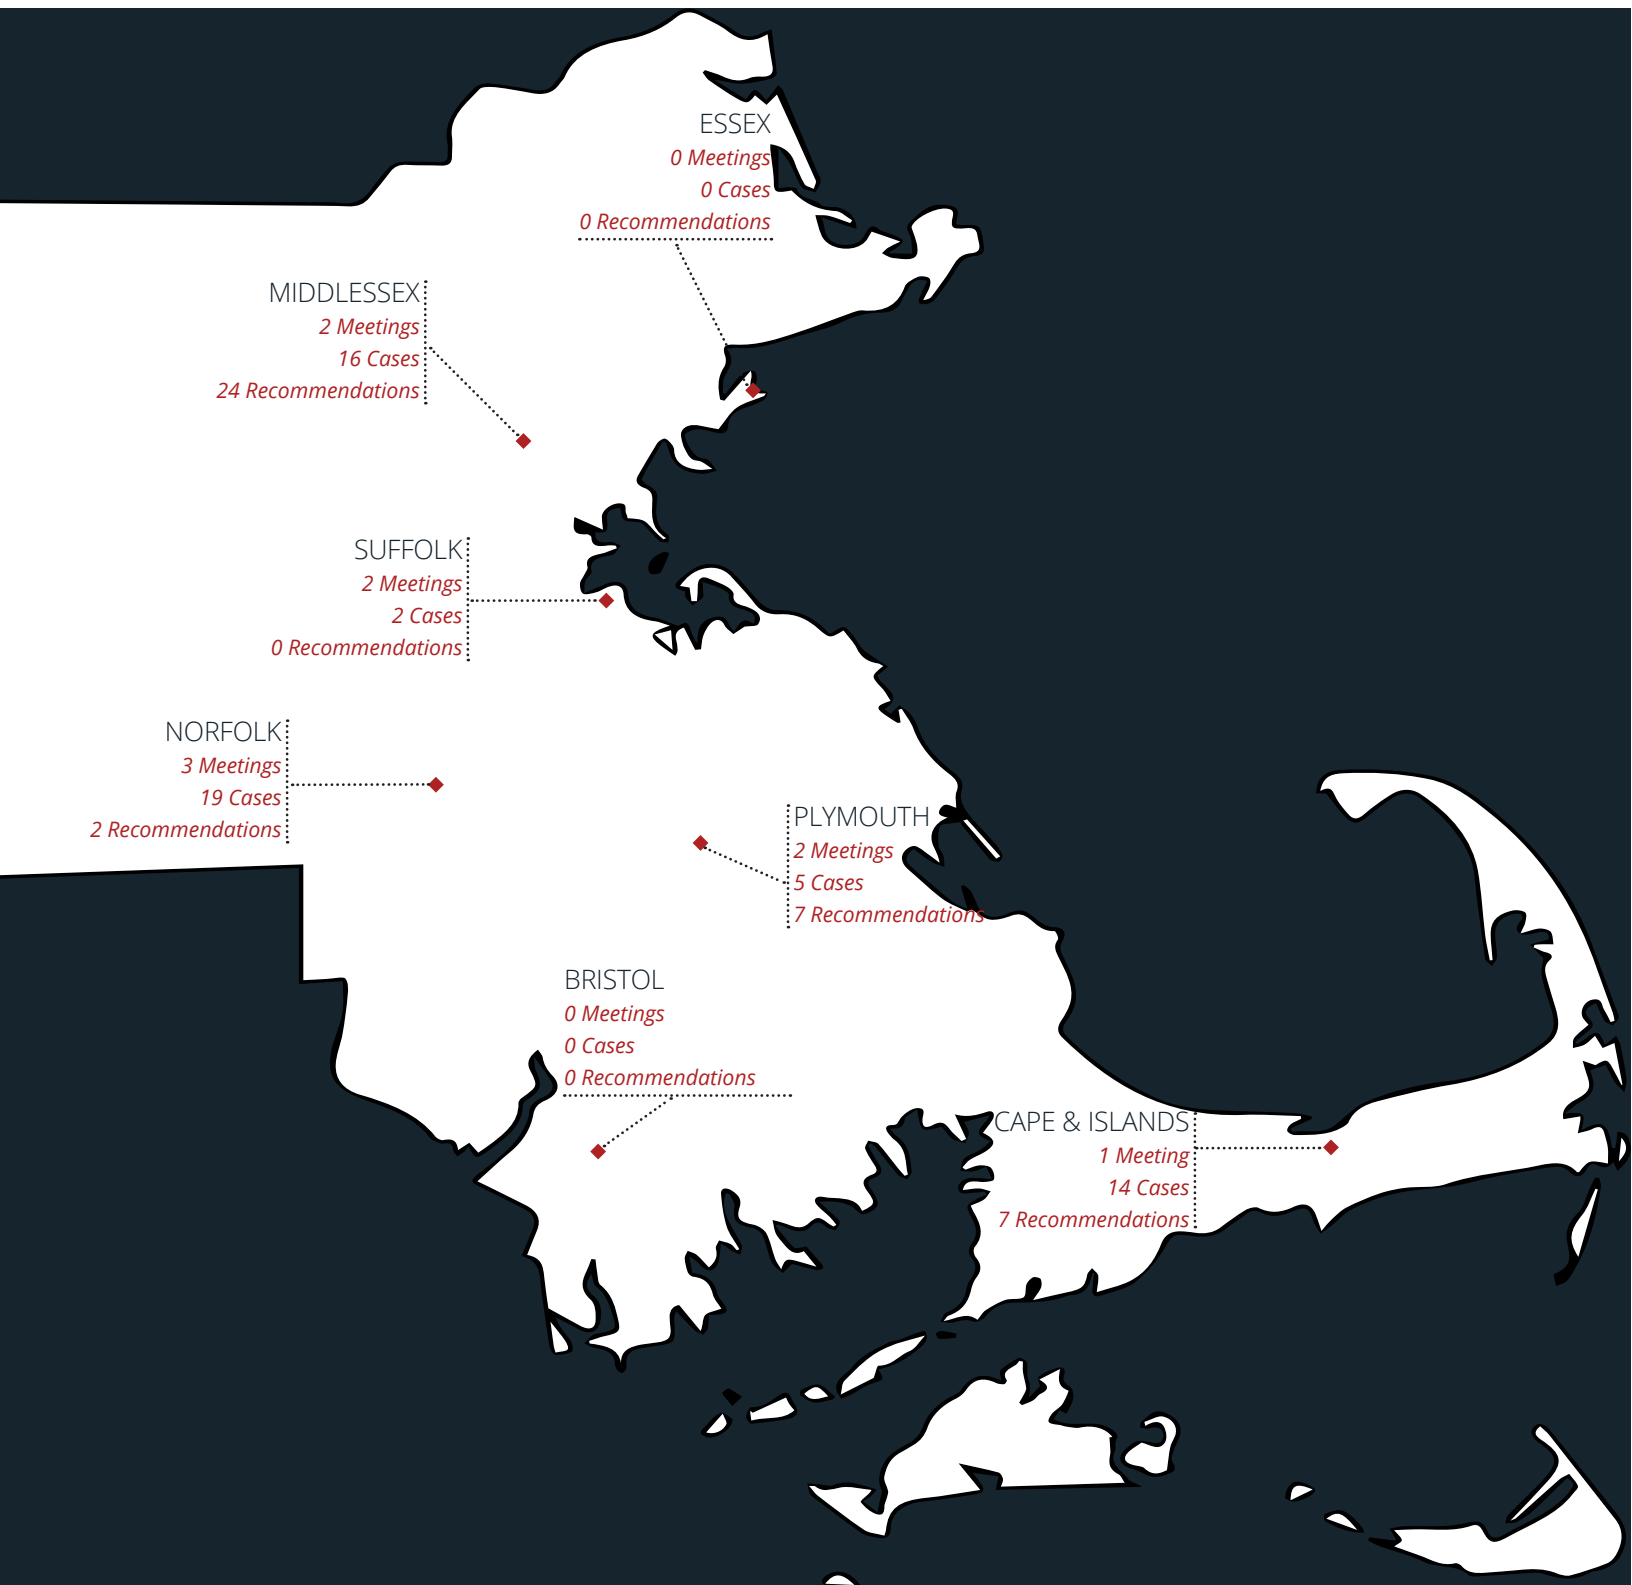 ESSEX
0 Meetings
0 Cases
0 Recommendations
MIDDLESSEX
2 Meetings
16 Cases
24 Recommendations
SUFFOLK
2 Meetings
2 Cases
0 Recommendations
NORFOLK
3 Meetings
19 Cases
2 Recommendations
PLYMOUTH
2 Meetings
5 Cases
7 Recommendations
BRISTOL
0 Meetings
0 Cases
0 Recommendations
CAPE & ISLANDS
1 Meeting
14 Cases
7 Recommendations